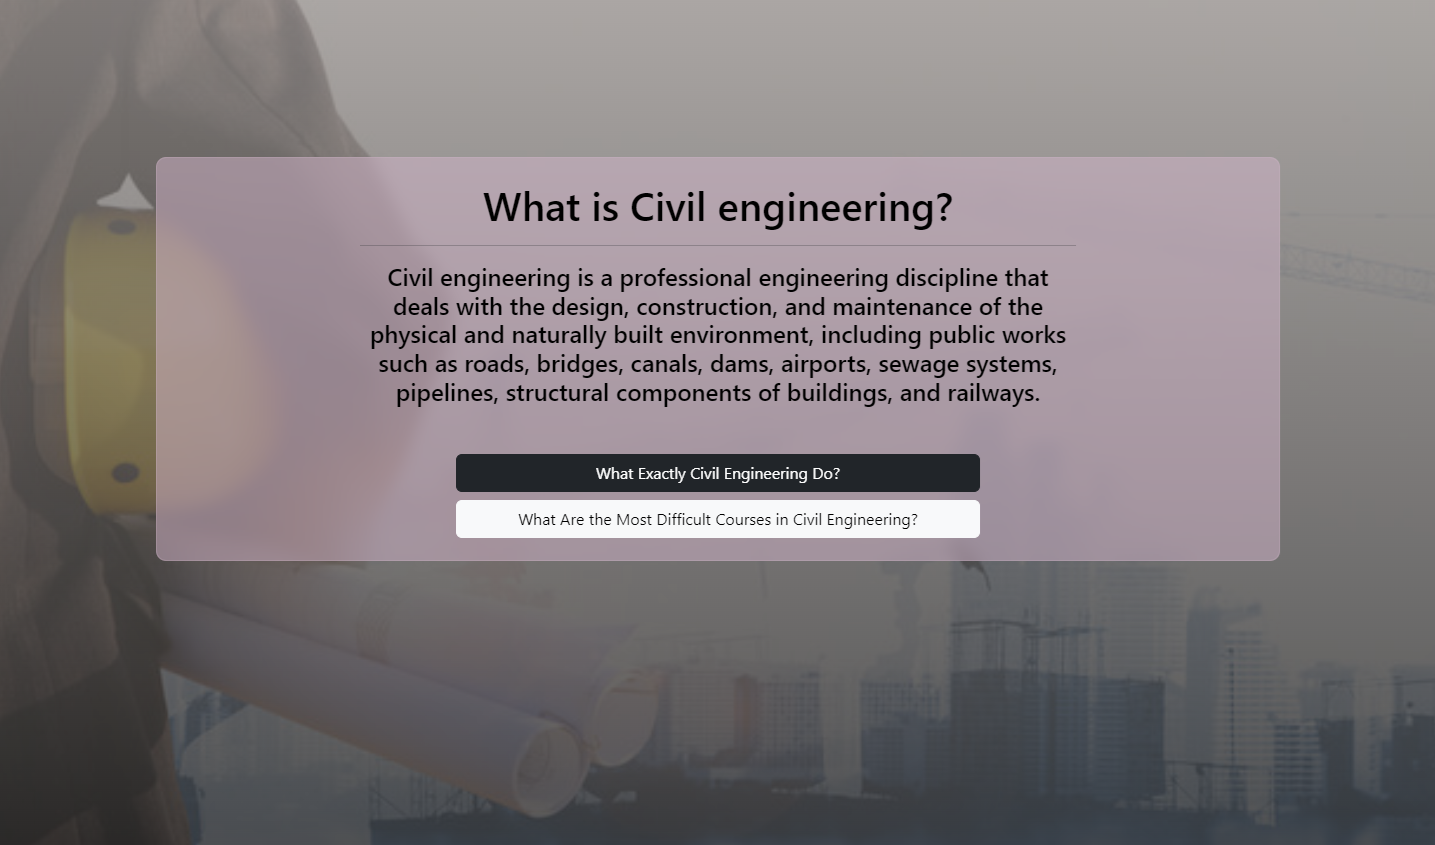 What is Civil engineering?
Civil engineering is a professional engineering discipline that
deals with the design, construction, and maintenance of the
physical and naturally built environment, including public works
such as roads, bridges, canals, dams, airports, sewage systems,
pipelines, structural components of buildings, and railways.
What Exactly Civil Engineering Do?
What Are the Most Difficult Courses in Civil Engineering?